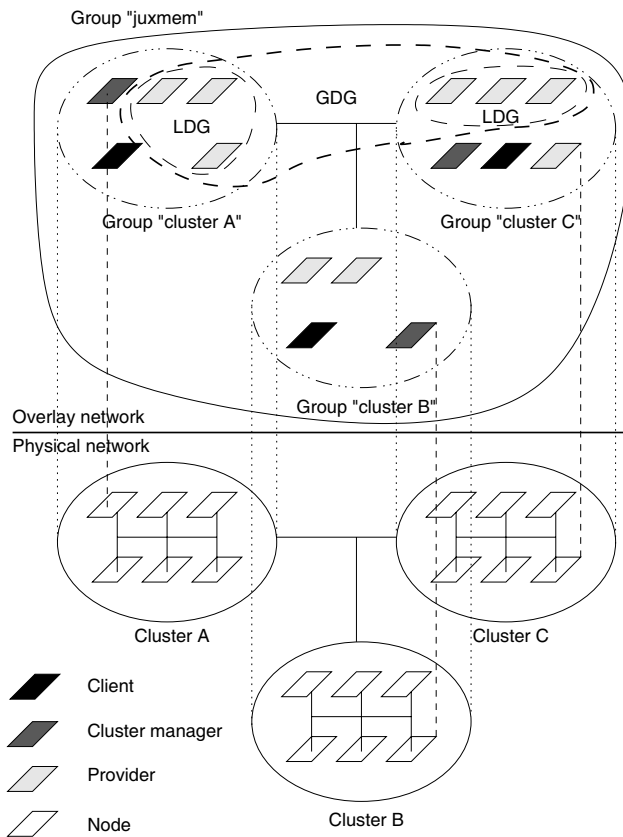 Group "juxmem"
GDG
LDG
LDG
Group "cluster A"
Group "cluster C"
Group "cluster B"
Overlay network
Physical network
Cluster A
Cluster C
Client
Cluster manager
Provider
Cluster B
Node